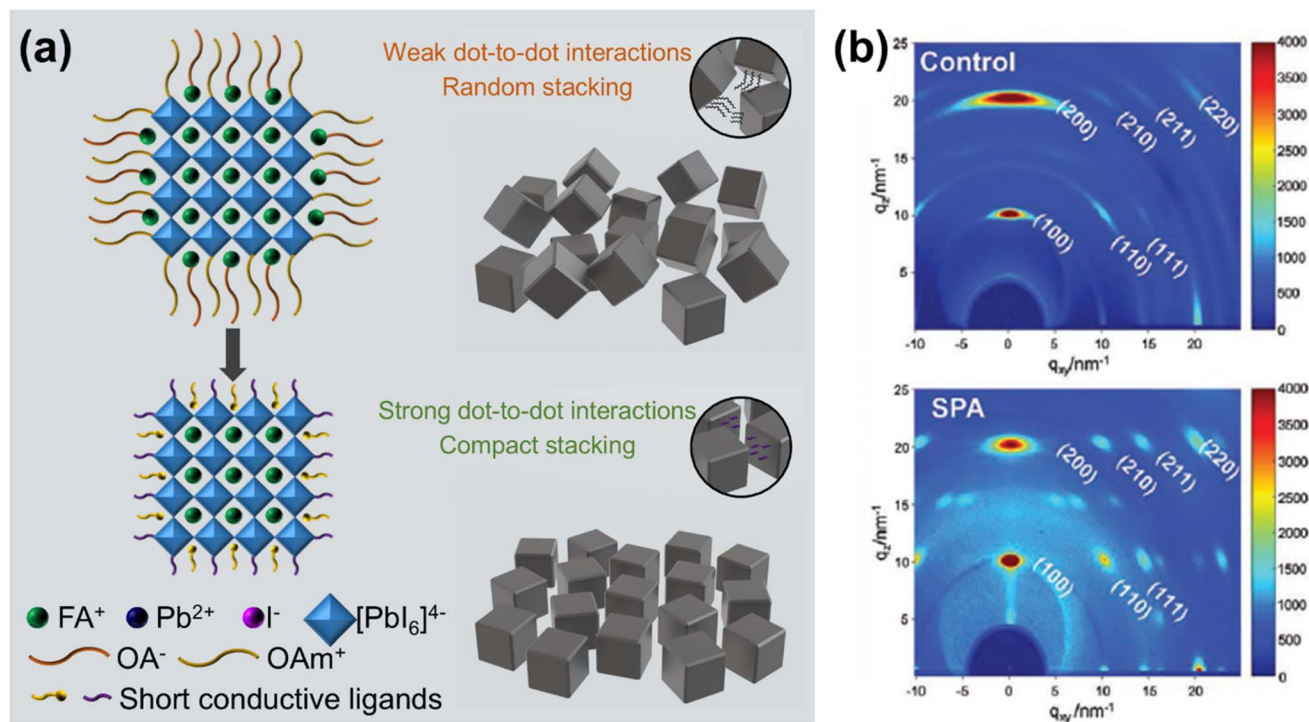 (a)
Weak dot-to-dot interactions
Random stacking
Strong dot-to-dot interactions
Compact stacking
FA⁺ Pb²⁺ I⁻ [PbI₆]⁴⁻
OA⁻ OAm⁺
Short conductive ligands
(b)
Control
25
20
15
10
5
qz/nm⁻¹
(200) (210) (211) (220)
(100) (110) (111)
-10 -5 0 5 10 15 20
qxy/nm⁻¹
4000
3500
3000
2500
2000
1500
1000
500
0
SPA
25
20
15
10
5
qz/nm⁻¹
(200) (210) (211) (220)
(100) (110) (111)
-10 -5 0 5 10 15 20
qxy/nm⁻¹
4000
3500
3000
2500
2000
1500
1000
500
0